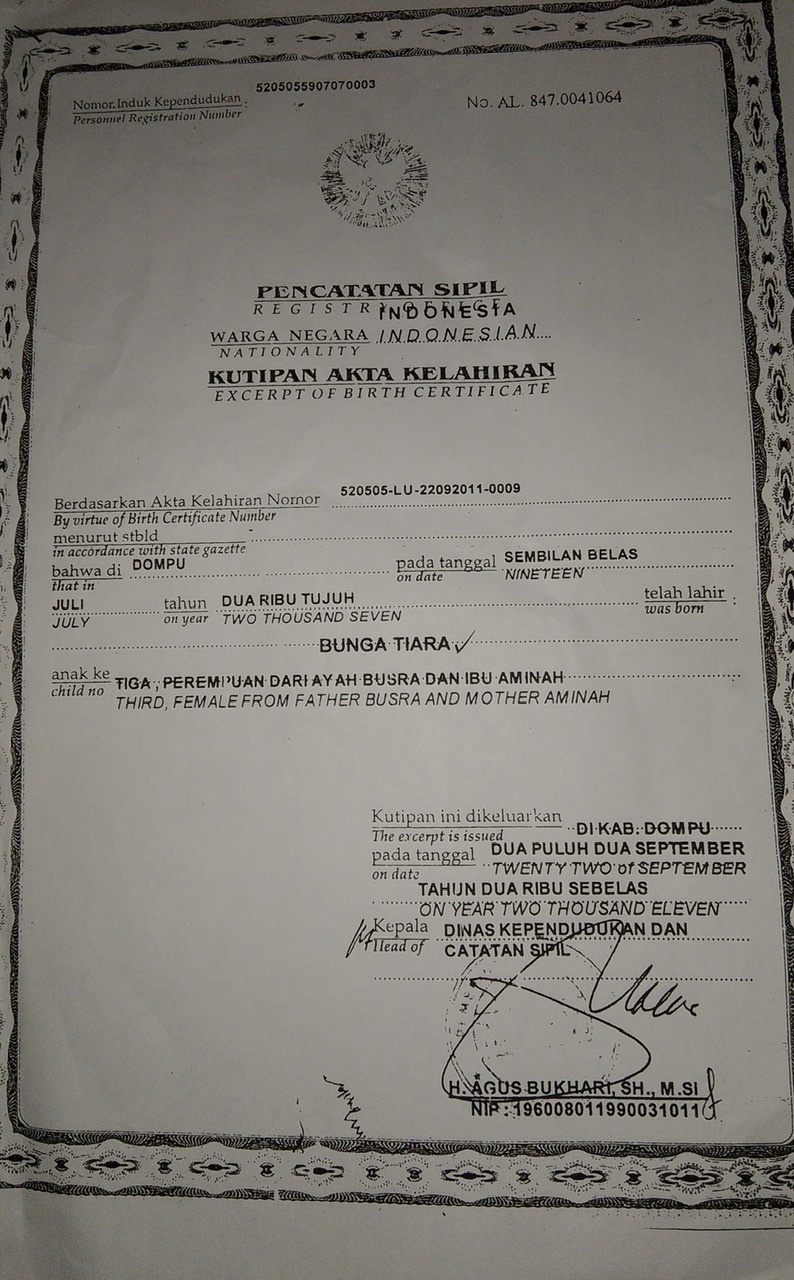 5205055907070003
Nomor Induk Kependudukan :
Personnel Registration Number
No. AL. 847.0041064
PENCATATAN SIPIL
REGISTR INDONESIA
WARGA NEGARA INDONESIAN
NATIONALITY
KUTIPAN AKTA KELAHIRAN
EXCERPT OF BIRTH CERTIFICATE
Berdasarkan Akta Kelahiran Nomor 520505-LU-22092011-0009
By virtue of Birth Certificate Number
menurut stbld -
in accordance with state gazette
bahwa di DOMPU pada tanggal SEMBILAN BELAS
that in on date NINETEEN
JULI tahun DUA RIBU TUJUH telah lahir :
JULY on year TWO THOUSAND SEVEN was born
BUNGA TIARA
anak ke TIGA, PEREMPUAN DARI AYAH BUSRA DAN IBU AMINAH
child no THIRD, FEMALE FROM FATHER BUSRA AND MOTHER AMINAH
Kutipan ini dikeluarkan DI KAB. DOMPU
The excerpt is issued
pada tanggal DUA PULUH DUA SEPTEMBER
on date TWENTY TWO of SEPTEMBER
TAHUN DUA RIBU SEBELAS
ON YEAR TWO THOUSAND ELEVEN
Kepala DINAS KEPENDUDUKAN DAN
Head of CATATAN SIPIL
H. AGUS BUKHARI, SH., M.SI
NIP : 196008011990031011